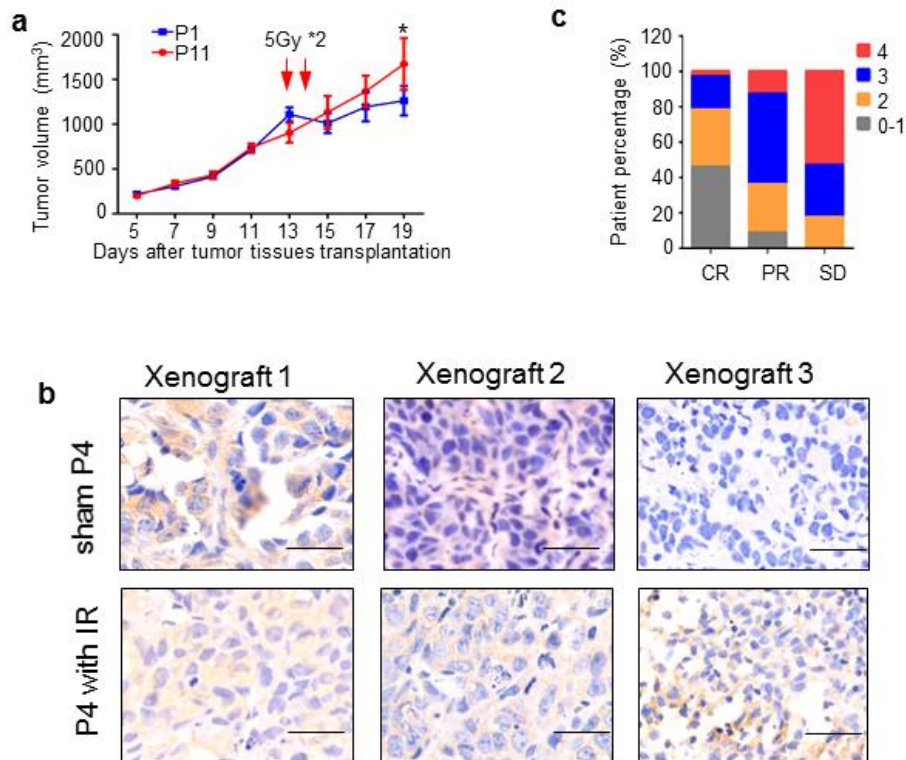 a
P1
P11
5Gy *2
*
Tumor volume (mm³)
2000
1500
1000
500
0
5 7 9 11 13 15 17 19
Days after tumor tissues transplantation
c
Patient percentage (%)
120
100
80
60
40
20
0
CR PR SD
4
3
2
0-1
b
Xenograft 1 Xenograft 2 Xenograft 3
sham P4
P4 with IR